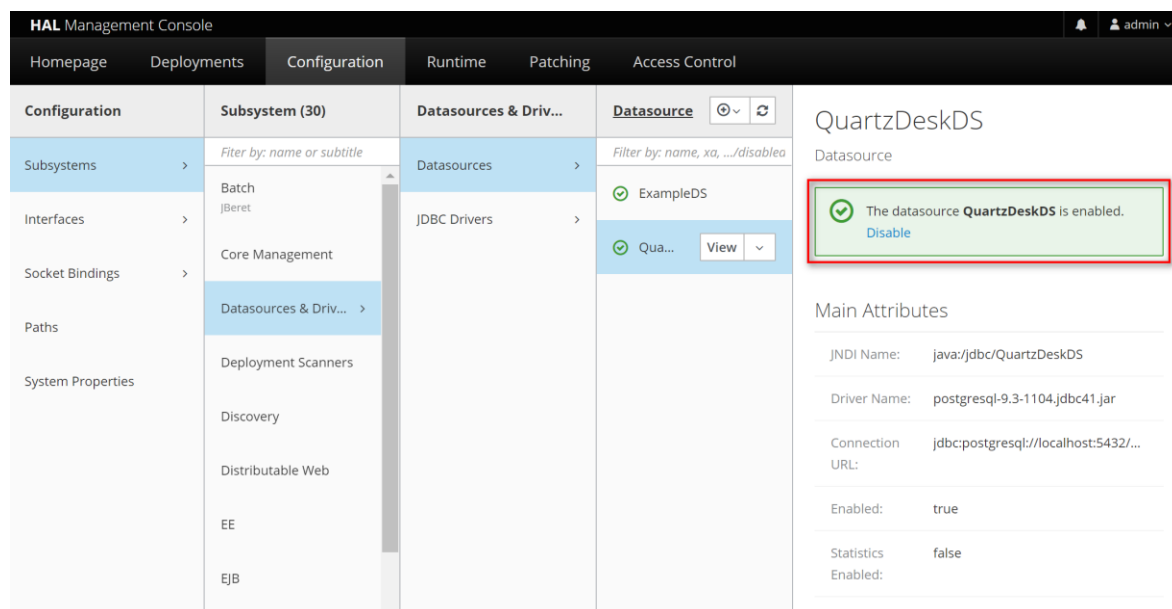 HAL Management Console
admin
Homepage Deployments Configuration Runtime Patching Access Control
Configuration
Subsystems
Interfaces
Socket Bindings
Paths
System Properties
Subsystem (30)
Fiter by: name or subtitle
Batch
JBeret
Core Management
Datasources & Driv...
Deployment Scanners
Discovery
Distributable Web
EE
EJB
Datasources & Driv...
Datasources
JDBC Drivers
Datasource
Filter by: name, xa, .../disabled
ExampleDS
Qua... View
QuartzDeskDS
Datasource
The datasource QuartzDeskDS is enabled.
Disable
Main Attributes
JNDI Name: java:/jdbc/QuartzDeskDS
Driver Name: postgresql-9.3-1104.jdbc41.jar
Connection URL: jdbc:postgresql://localhost:5432/...
Enabled: true
Statistics Enabled: false